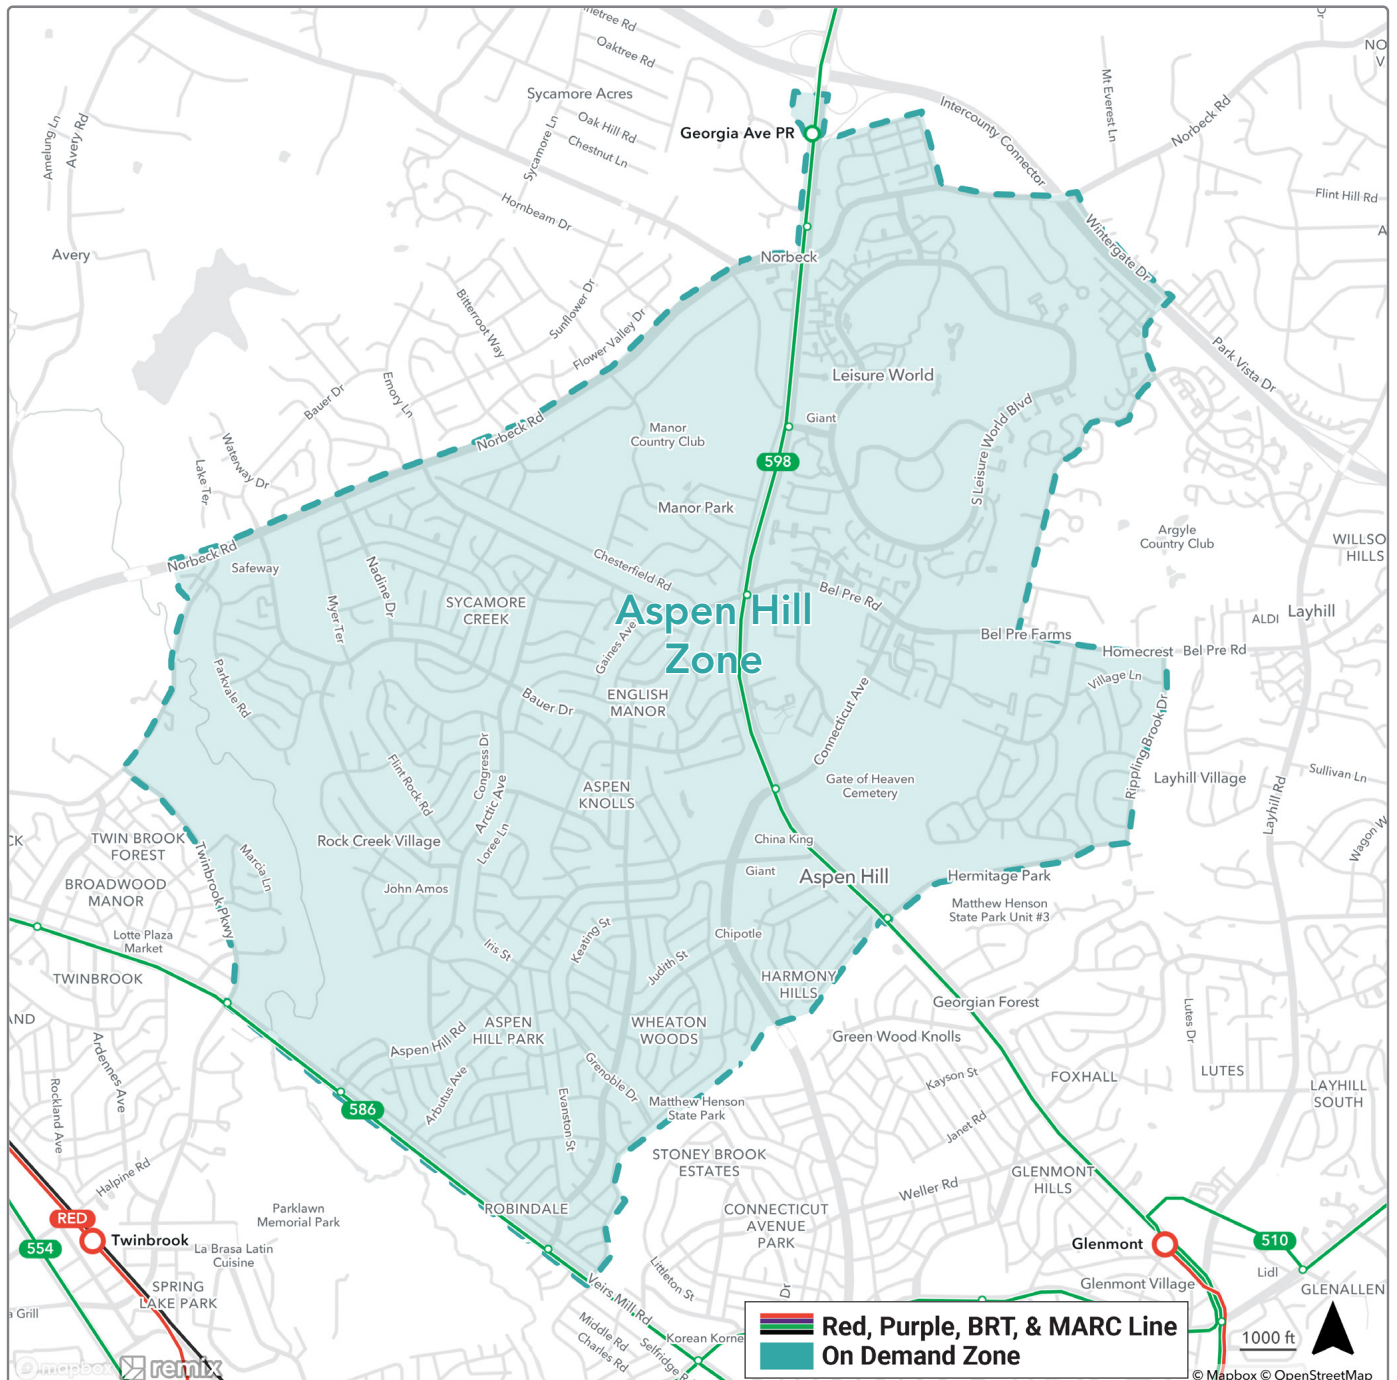 Oaktree Rd
Sycamore Acres
Oak Hill Rd
Chestnut Ln
Sycamore Ln
Hornbeam Dr
Amelung Ln
Avery Rd
Avery
Georgia Ave PR
Intercounty Connector
Mt Everest Ln
Norbeck Rd
Flint Hill Rd
Wintergate Dr
Park Vista Dr
Norbeck
Bitterroot Way
Sunflower Dr
Flower Valley Dr
Emory Ln
Bauer Dr
Norbeck Rd
Waterway Dr
Lake Ter
Leisure World
S Leisure World Blvd
Giant
Manor
Country Club
598
Manor Park
Argyle
Country Club
WILLSO
HILLS
Norbeck Rd
Safeway
Nadine Dr
Myer Ter
SYCAMORE
CREEK
Chesterfield Rd
Aspen Hill
Zone
Gaines Ave
Bel Pre Rd
Bel Pre Farms
Homecrest
Bel Pre Rd
ALDI
Layhill
Village Ln
Rippling Brook Dr
Parkvale Rd
Bauer Dr
ENGLISH
MANOR
Connecticut Ave
Flint Rock Rd
Congress Dr
Arctic Ave
Loree Ln
ASPEN
KNOLLS
Gate of Heaven
Cemetery
Layhill Village
Sullivan Ln
Layhill Rd
Wagon W
CK
TWIN BROOK
FOREST
BROADWOOD
MANOR
Twinbrook Pkwy
Marcia Ln
Rock Creek Village
John Amos
China King
Giant
Aspen Hill
Hermitage Park
Matthew Henson
State Park Unit #3
Lotte Plaza
Market
TWINBROOK
Iris St
Keating St
Judith St
Chipotle
HARMONY
HILLS
Georgian Forest
AND
Ardennes Ave
Rockland Ave
Aspen Hill Rd
ASPEN
HILL PARK
WHEATON
WOODS
Green Wood Knolls
Lutes Dr
LUTES
FOXHALL
Kayson St
LAYHILL
SOUTH
586
Arbutus Ave
Evanston St
Grenoble Dr
Matthew Henson
State Park
Janet Rd
STONEY BROOK
ESTATES
GLENMONT
HILLS
Weller Rd
Halpine Rd
RED
554
Twinbrook
Parklawn
Memorial Park
La Brasa Latin
Cuisine
SPRING
LAKE PARK
a Grill
ROBINDALE
CONNECTICUT
AVENUE
PARK
Glenmont
510
Lidl
Glenmont Village
GLENALLEN
Littleton St
Dr
Veirs Mill Rd
Middle Rd
Charles Rd
Selfridge R
Korean Korne
Red, Purple, BRT, & MARC Line
On Demand Zone
1000 ft
mapbox
remix
© Mapbox © OpenStreetMap